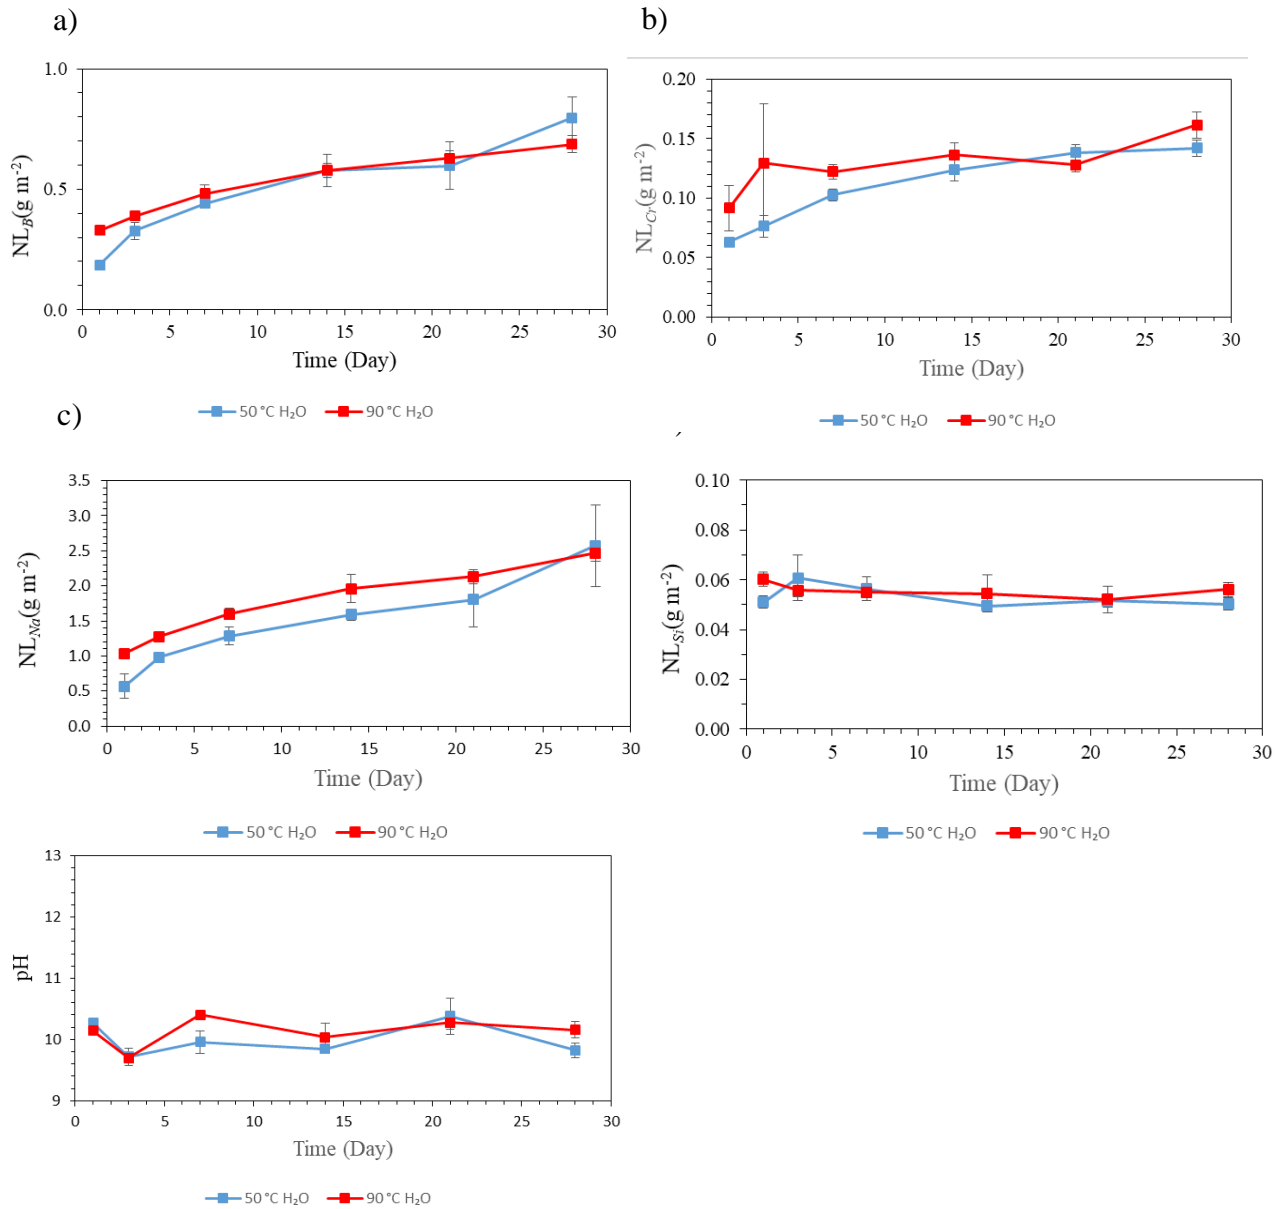 a)
1.0
0.5
0.0
NL_B(g m⁻²)
0 5 10 15 20 25 30
Time (Day)
50 °C H₂O 90 °C H₂O
b)
0.20
0.15
0.10
0.05
0.00
NL_Cr(g m⁻²)
0 5 10 15 20 25 30
Time (Day)
50 °C H₂O 90 °C H₂O
c)
3.5
3.0
2.5
2.0
1.5
1.0
0.5
0.0
NL_Na(g m⁻²)
0 5 10 15 20 25 30
Time (Day)
50 °C H₂O 90 °C H₂O
0.10
0.08
0.06
0.04
0.02
0.00
NL_Si(g m⁻²)
0 5 10 15 20 25 30
Time (Day)
50 °C H₂O 90 °C H₂O
13
12
11
10
9
pH
0 5 10 15 20 25 30
Time (Day)
50 °C H₂O 90 °C H₂O